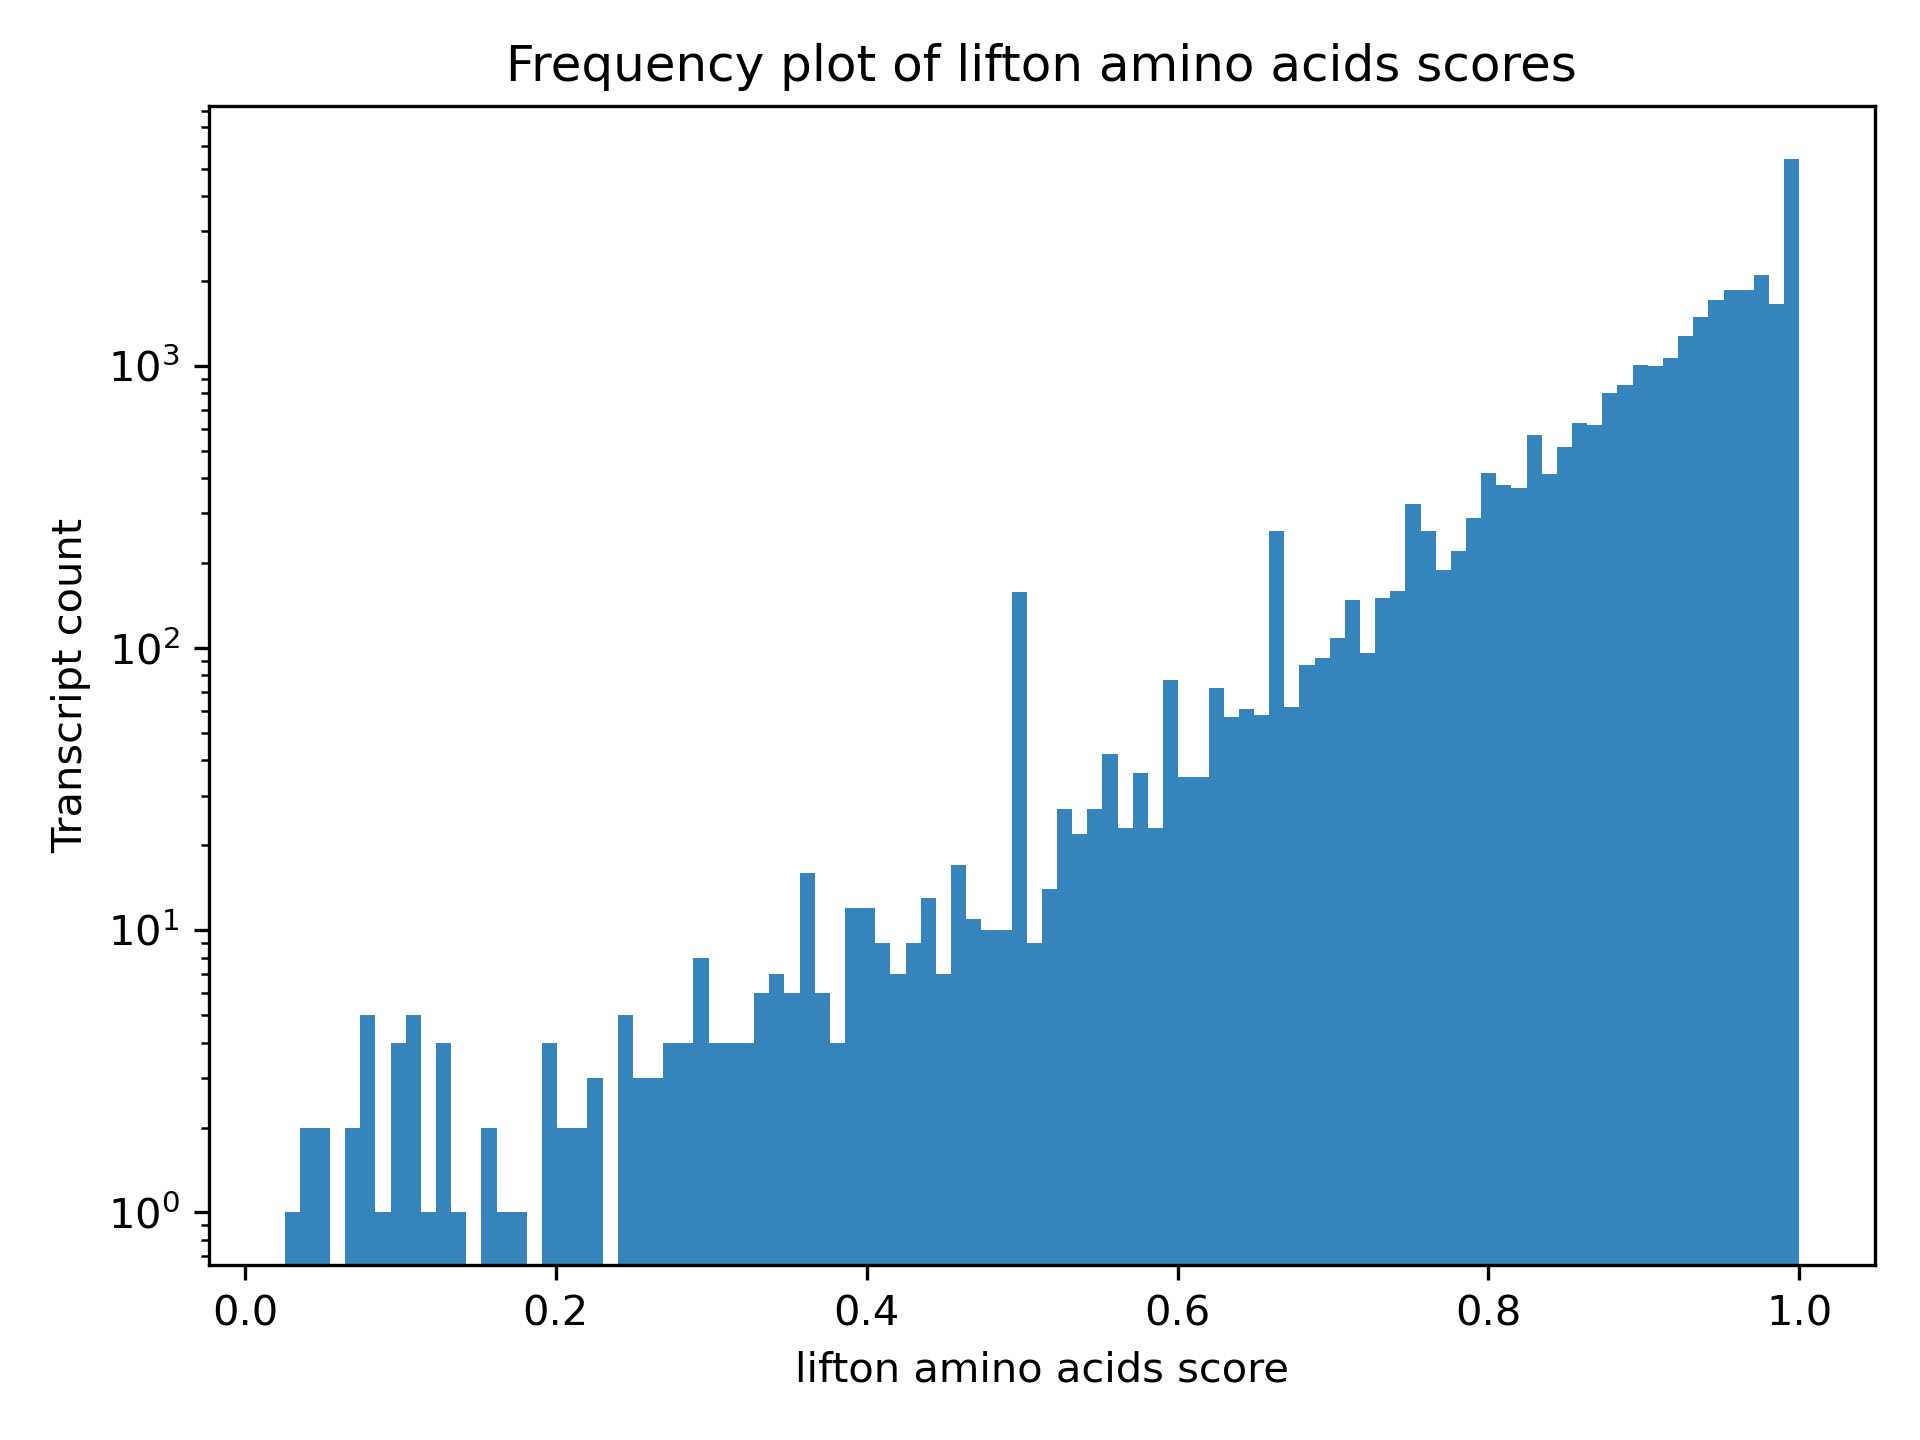 Frequency plot of lifton amino acids scores
Transcript count
10³
10²
10¹
10⁰
0.0 0.2 0.4 0.6 0.8 1.0
lifton amino acids score